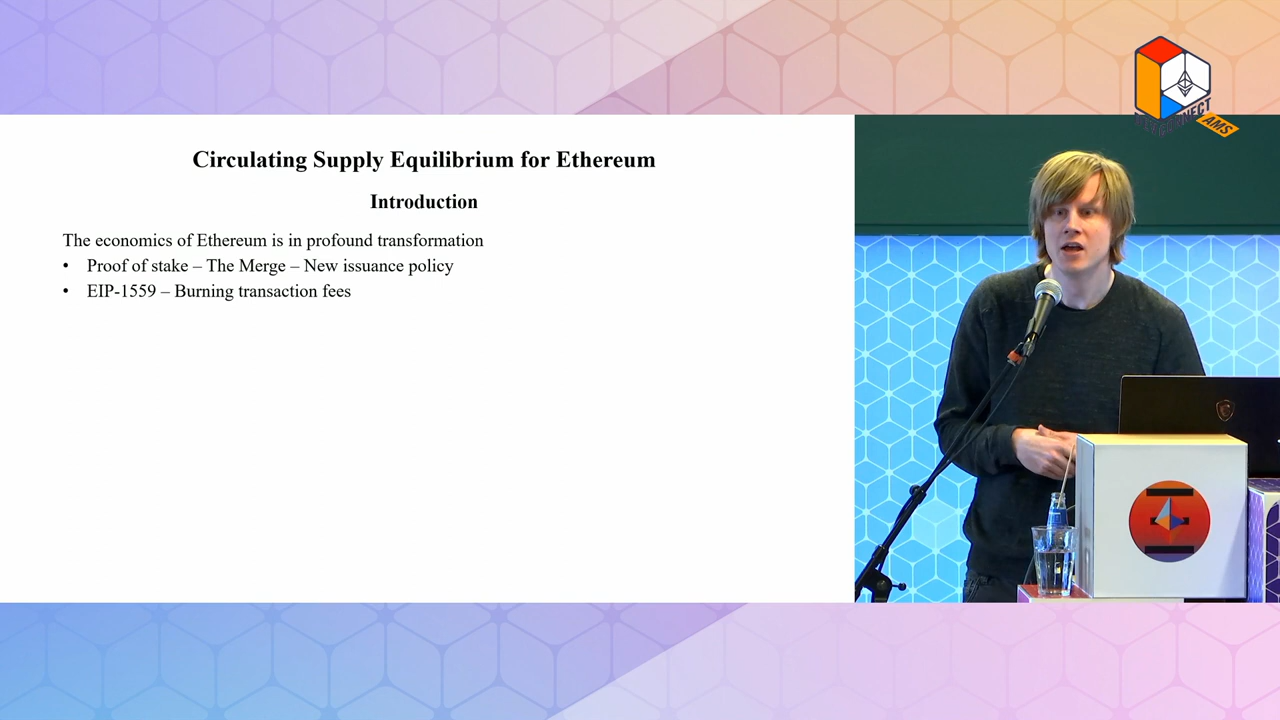 Circulating Supply Equilibrium for Ethereum
Introduction
The economics of Ethereum is in profound transformation
• Proof of stake – The Merge – New issuance policy
• EIP-1559 – Burning transaction fees
AMS